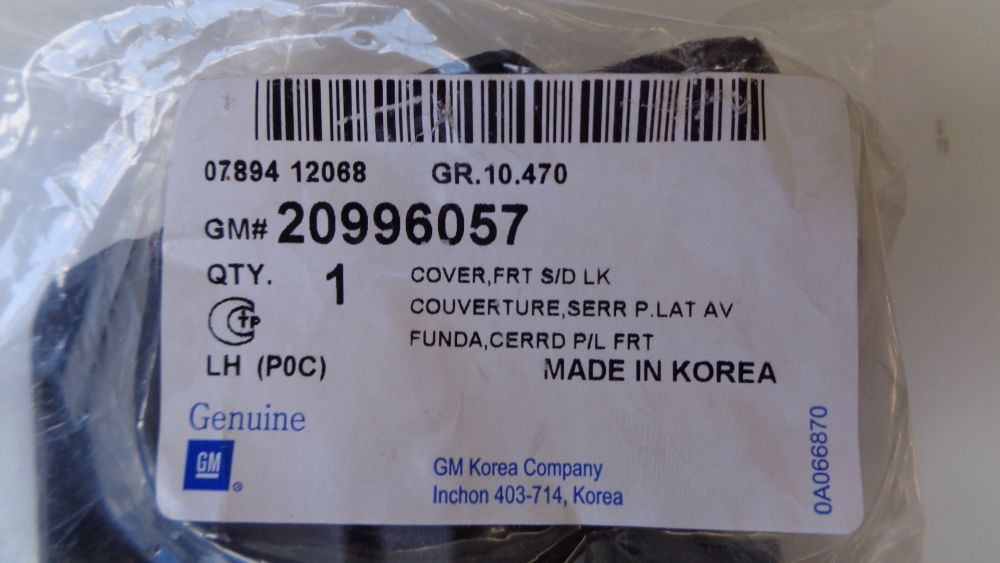 07894 12068 GR.10.470
GM# 20996057
QTY. 1 COVER,FRT S/D LK
COUVERTURE,SERR P.LAT AV
FUNDA,CERRD P/L FRT
LH (P0C) MADE IN KOREA
Genuine
GM ®
GM Korea Company
Inchon 403-714, Korea
0A066870